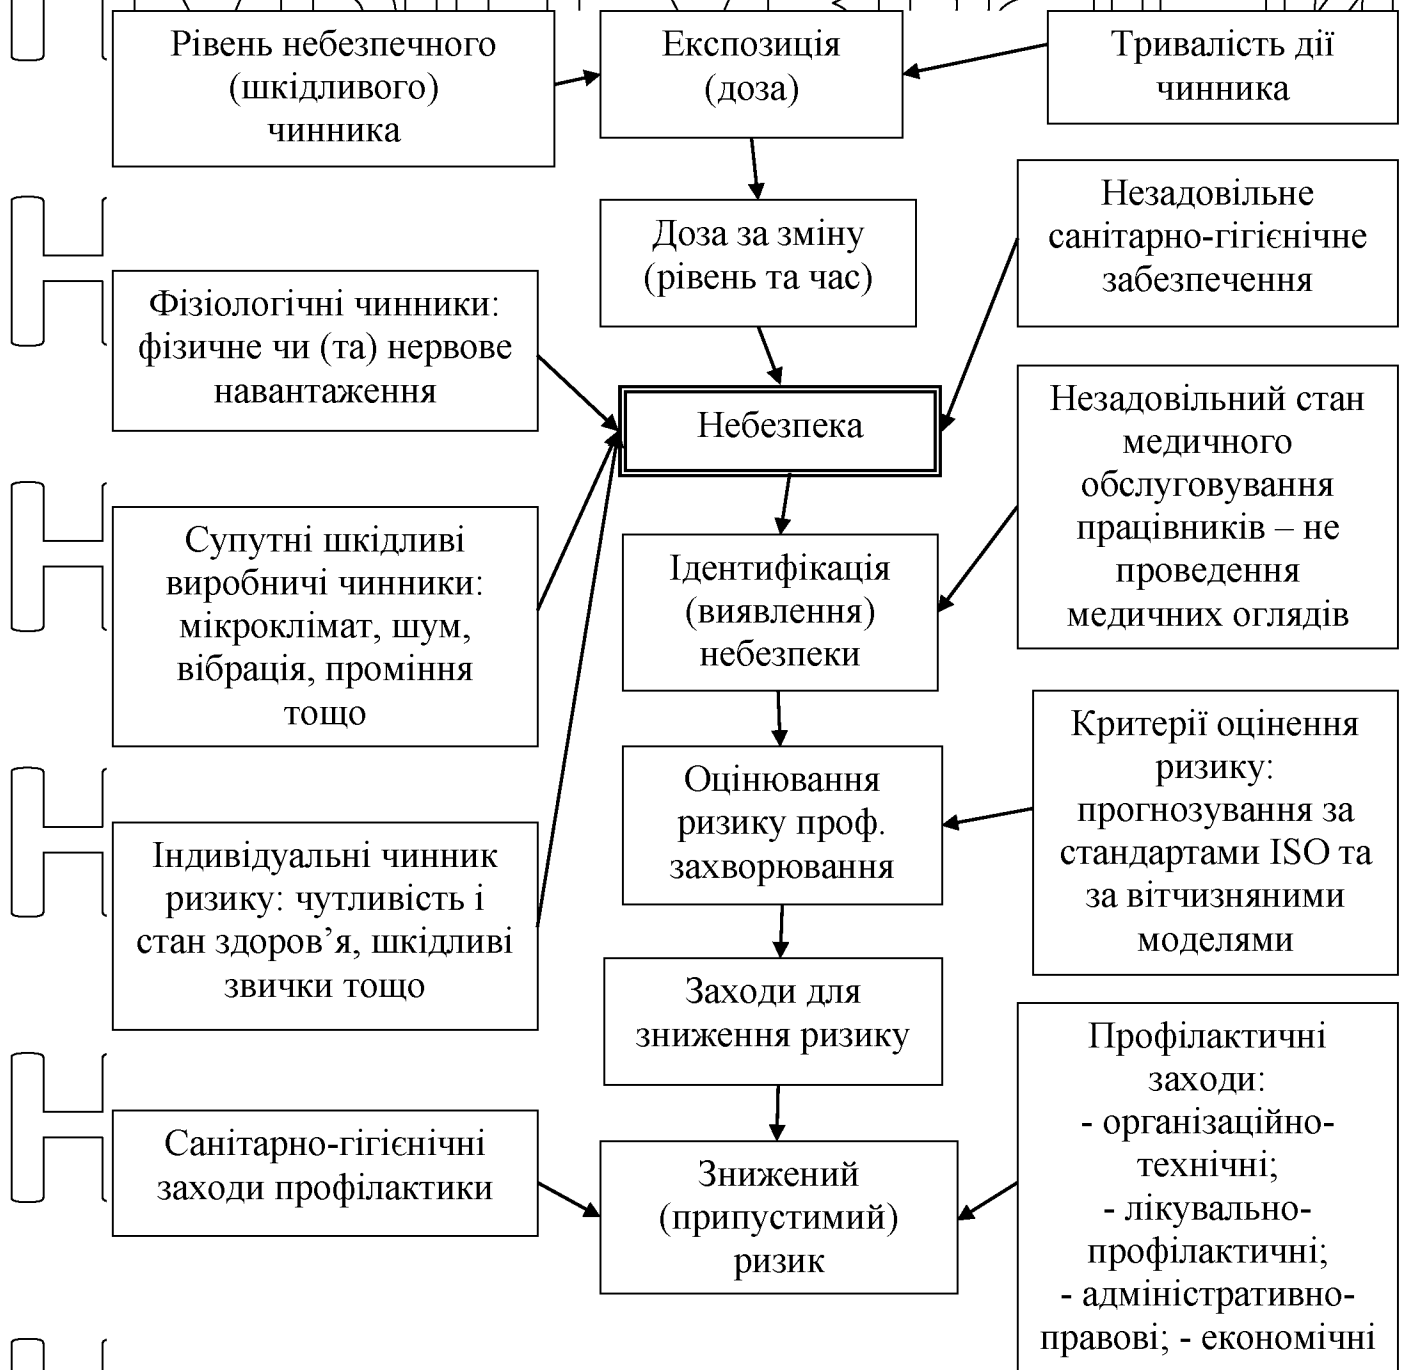 Рівень небезпечного
(шкідливого)
чинника
Експозиція
(доза)
Тривалість дії
чинника
Доза за зміну
(рівень та час)
Незадовільне
санітарно-гігієнічне
забезпечення
Фізіологічні чинники:
фізичне чи (та) нервове
навантаження
Небезпека
Незадовільний стан
медичного
обслуговування
працівників – не
проведення
медичних оглядів
Супутні шкідливі
виробничі чинники:
мікроклімат, шум,
вібрація, проміння
тощо
Ідентифікація
(виявлення)
небезпеки
Критерії оцінення
ризику:
прогнозування за
стандартами ISO та
за вітчизняними
моделями
Оцінювання
ризику проф.
захворювання
Індивідуальні чинник
ризику: чутливість і
стан здоров’я, шкідливі
звички тощо
Заходи для
зниження ризику
Профілактичні
заходи:
- організаційно-
технічні;
- лікувально-
профілактичні;
- адміністративно-
правові; - економічні
Санітарно-гігієнічні
заходи профілактики
Знижений
(припустимий)
ризик